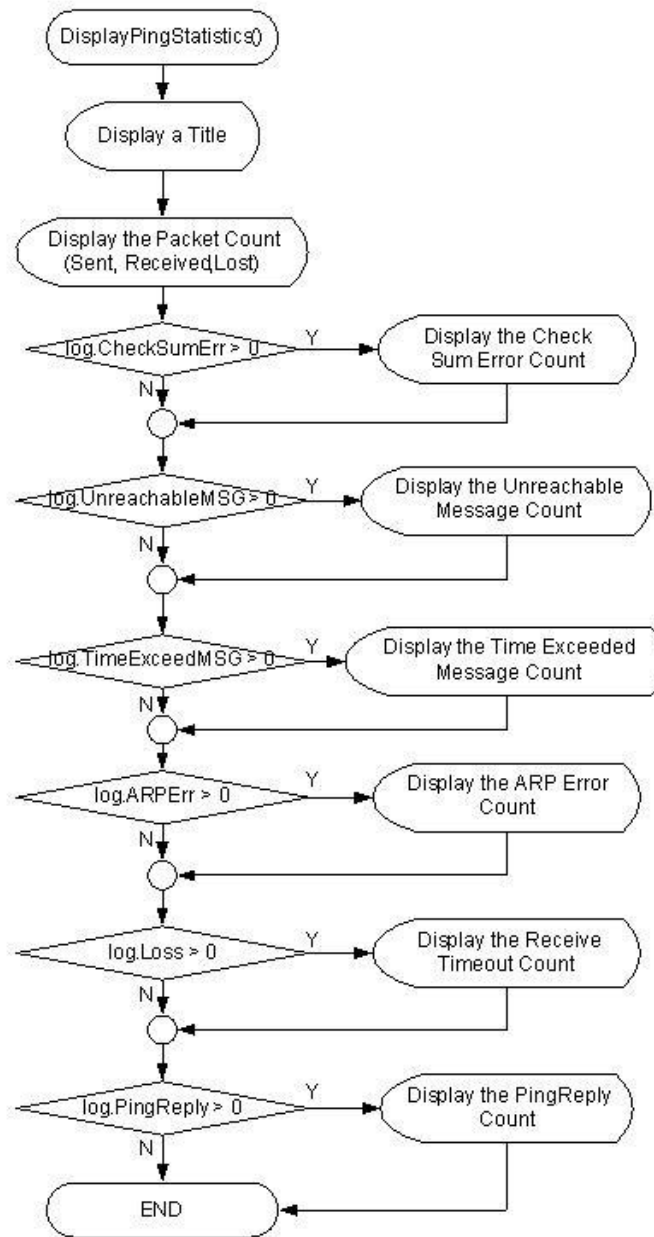 DisplayPingStatistics()
Display a Title
Display the Packet Count
(Sent, Received,Lost)
log.CheckSumErr > 0
Y
Display the Check
Sum Error Count
N
log.UnreachableMSG > 0
Y
Display the Unreachable
Message Count
N
log.TimeExceedMSG > 0
Y
Display the Time Exceeded
Message Count
N
log.ARPErr > 0
Y
Display the ARP Error
Count
N
log.Loss > 0
Y
Display the Receive
Timeout Count
N
log.PingReply > 0
Y
Display the PingReply
Count
N
END